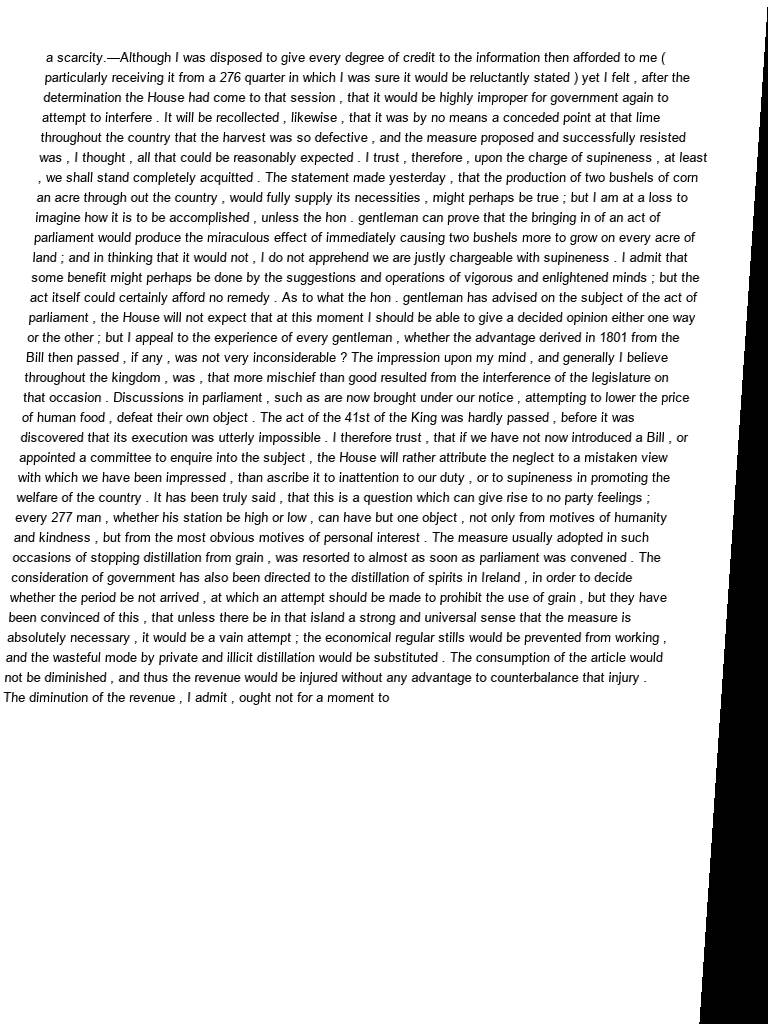 a scarcity.—Although I was disposed to give every degree of credit to the information then afforded to me (
particularly receiving it from a 276 quarter in which I was sure it would be reluctantly stated ) yet I felt , after the
determination the House had come to that session , that it would be highly improper for government again to
attempt to interfere . It will be recollected , likewise , that it was by no means a conceded point at that lime
throughout the country that the harvest was so defective , and the measure proposed and successfully resisted
was , I thought , all that could be reasonably expected . I trust , therefore , upon the charge of supineness , at least
, we shall stand completely acquitted . The statement made yesterday , that the production of two bushels of corn
an acre through out the country , would fully supply its necessities , might perhaps be true ; but I am at a loss to
imagine how it is to be accomplished , unless the hon . gentleman can prove that the bringing in of an act of
parliament would produce the miraculous effect of immediately causing two bushels more to grow on every acre of
land ; and in thinking that it would not , I do not apprehend we are justly chargeable with supineness . I admit that
some benefit might perhaps be done by the suggestions and operations of vigorous and enlightened minds ; but the
act itself could certainly afford no remedy . As to what the hon . gentleman has advised on the subject of the act of
parliament , the House will not expect that at this moment I should be able to give a decided opinion either one way
or the other ; but I appeal to the experience of every gentleman , whether the advantage derived in 1801 from the
Bill then passed , if any , was not very inconsiderable ? The impression upon my mind , and generally I believe
throughout the kingdom , was , that more mischief than good resulted from the interference of the legislature on
that occasion . Discussions in parliament , such as are now brought under our notice , attempting to lower the price
of human food , defeat their own object . The act of the 41st of the King was hardly passed , before it was
discovered that its execution was utterly impossible . I therefore trust , that if we have not now introduced a Bill , or
appointed a committee to enquire into the subject , the House will rather attribute the neglect to a mistaken view
with which we have been impressed , than ascribe it to inattention to our duty , or to supineness in promoting the
welfare of the country . It has been truly said , that this is a question which can give rise to no party feelings ;
every 277 man , whether his station be high or low , can have but one object , not only from motives of humanity
and kindness , but from the most obvious motives of personal interest . The measure usually adopted in such
occasions of stopping distillation from grain , was resorted to almost as soon as parliament was convened . The
consideration of government has also been directed to the distillation of spirits in Ireland , in order to decide
whether the period be not arrived , at which an attempt should be made to prohibit the use of grain , but they have
been convinced of this , that unless there be in that island a strong and universal sense that the measure is
absolutely necessary , it would be a vain attempt ; the economical regular stills would be prevented from working ,
and the wasteful mode by private and illicit distillation would be substituted . The consumption of the article would
not be diminished , and thus the revenue would be injured without any advantage to counterbalance that injury .
The diminution of the revenue , I admit , ought not for a moment to